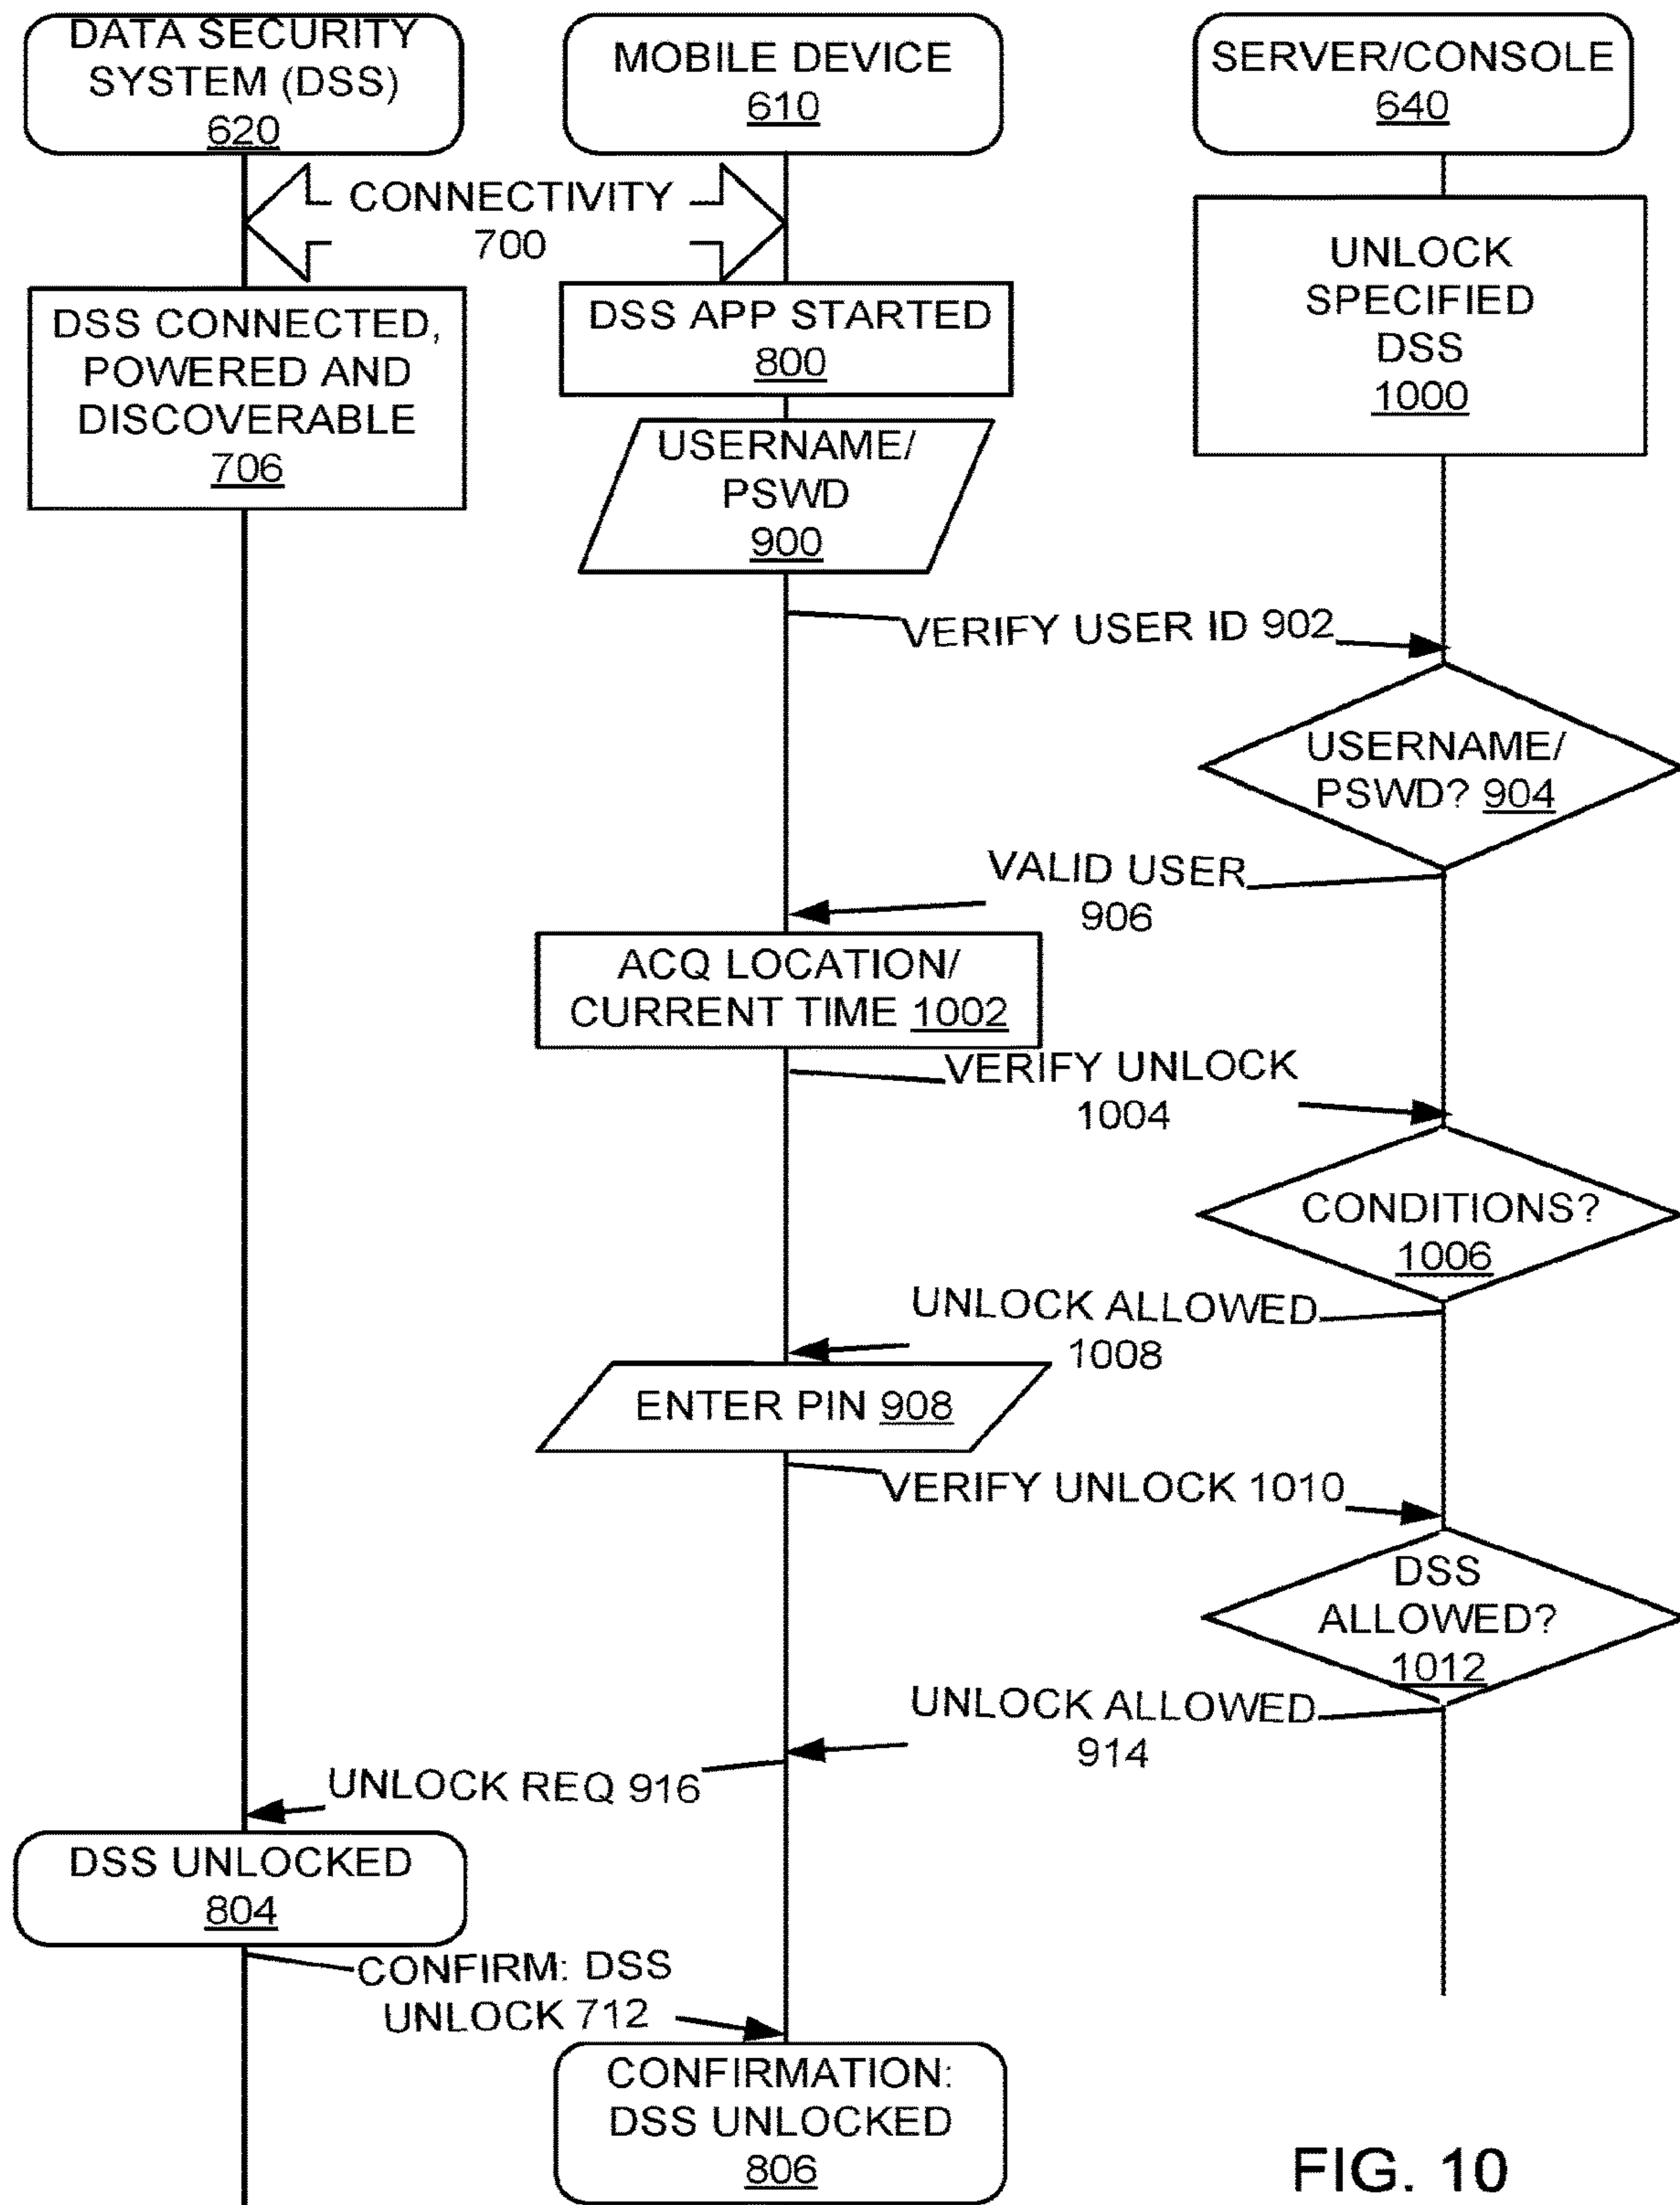 DATA SECURITY
SYSTEM (DSS)
620
MOBILE DEVICE
610
SERVER/CONSOLE
640
CONNECTIVITY
700
DSS CONNECTED,
POWERED AND
DISCOVERABLE
706
DSS APP STARTED
800
UNLOCK
SPECIFIED
DSS
1000
USERNAME/
PSWD
900
VERIFY USER ID 902
USERNAME/
PSWD? 904
VALID USER
906
ACQ LOCATION/
CURRENT TIME 1002
VERIFY UNLOCK
1004
CONDITIONS?
1006
UNLOCK ALLOWED
1008
ENTER PIN 908
VERIFY UNLOCK 1010
DSS
ALLOWED?
1012
UNLOCK ALLOWED
914
UNLOCK REQ 916
DSS UNLOCKED
804
CONFIRM: DSS
UNLOCK 712
CONFIRMATION:
DSS UNLOCKED
806
FIG. 10